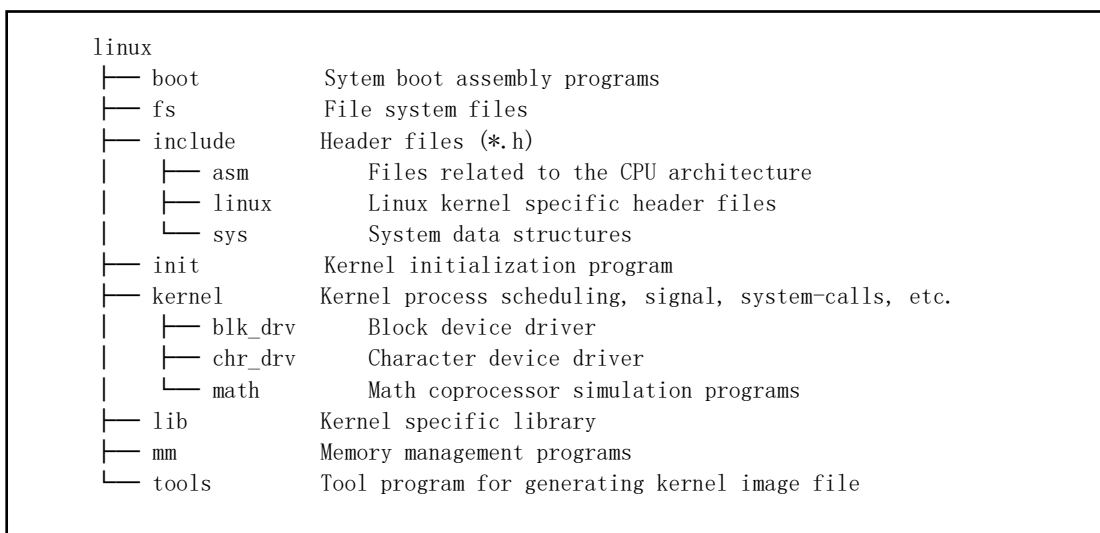 linux
├── boot Sytem boot assembly programs
├── fs File system files
├── include Header files (*.h)
│ ├── asm Files related to the CPU architecture
│ ├── linux Linux kernel specific header files
│ └── sys System data structures
├── init Kernel initialization program
├── kernel Kernel process scheduling, signal, system-calls, etc.
│ ├── blk_drv Block device driver
│ ├── chr_drv Character device driver
│ └── math Math coprocessor simulation programs
├── lib Kernel specific library
├── mm Memory management programs
└── tools Tool program for generating kernel image file